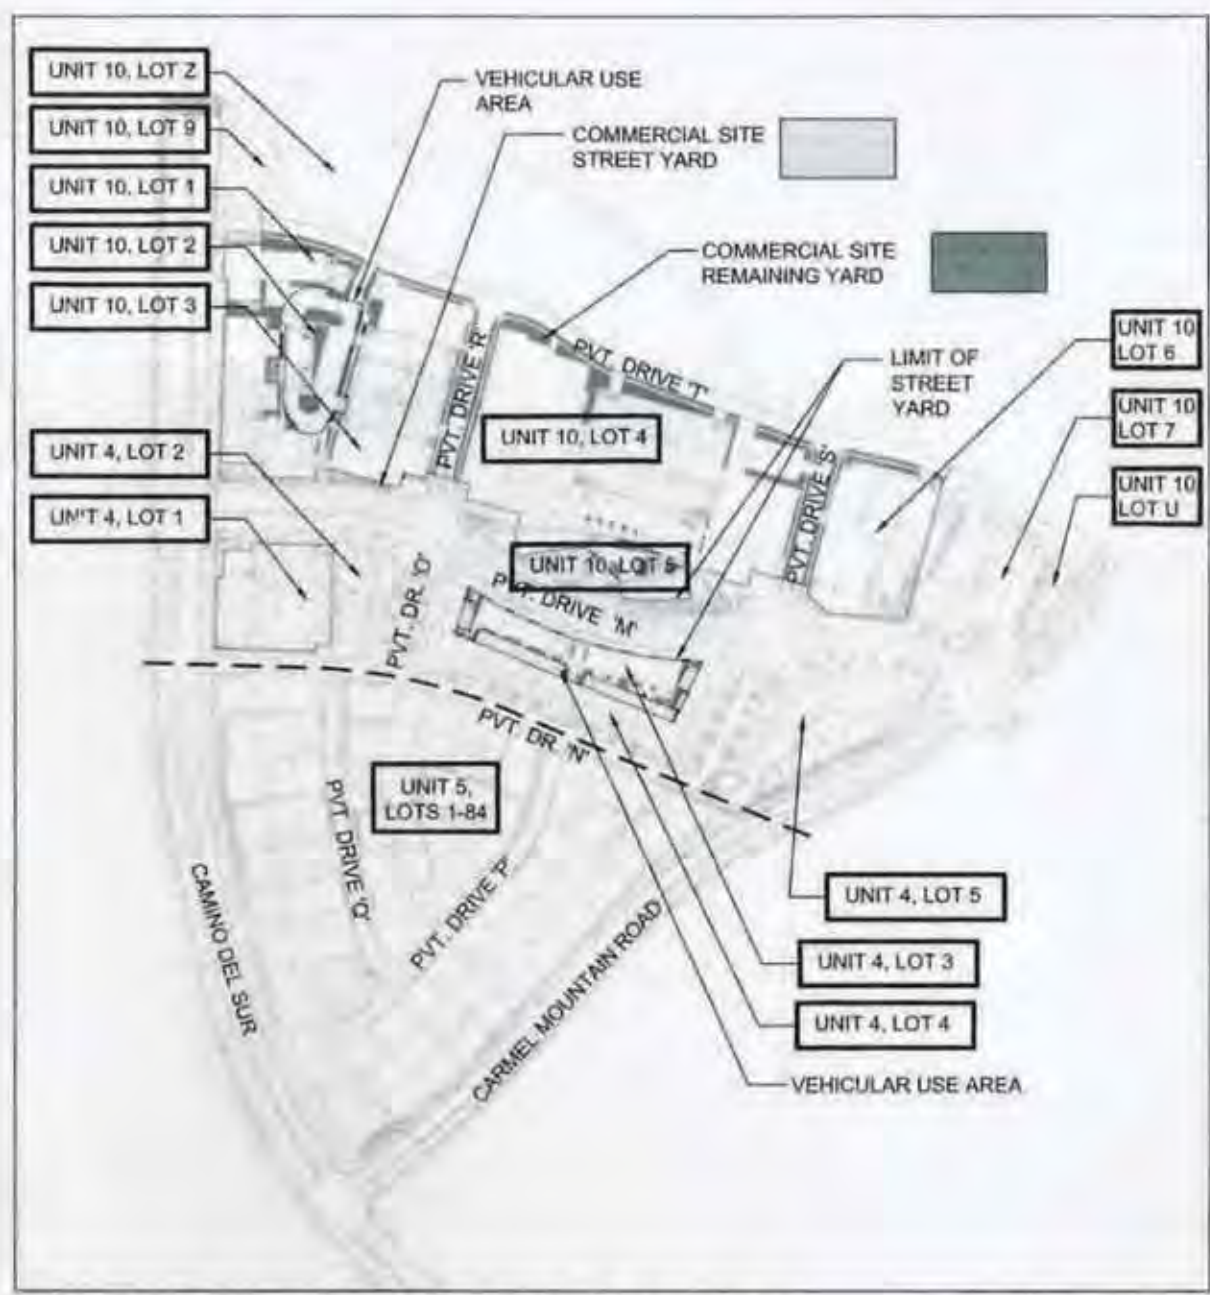 UNIT 10, LOT Z
UNIT 10, LOT 9
UNIT 10, LOT 1
UNIT 10, LOT 2
UNIT 10, LOT 3
VEHICULAR USE
AREA
COMMERCIAL SITE
STREET YARD
COMMERCIAL SITE
REMAINING YARD
LIMIT OF
STREET
YARD
UNIT 10
LOT 6
UNIT 10
LOT 7
UNIT 10
LOT U
PVT. DRIVE 'T'
PVT. DRIVE 'R'
PVT. DRIVE 'S'
UNIT 10, LOT 4
UNIT 4, LOT 2
UNIT 4, LOT 1
UNIT 10, LOT 5
PVT. DRIVE 'M'
PVT. DR. 'O'
PVT. DR. 'N'
UNIT 5,
LOTS 1-84
PVT. DRIVE 'Q'
PVT. DRIVE 'P'
CAMINO DEL SUR
CARMEL MOUNTAIN ROAD
UNIT 4, LOT 5
UNIT 4, LOT 3
UNIT 4, LOT 4
VEHICULAR USE AREA